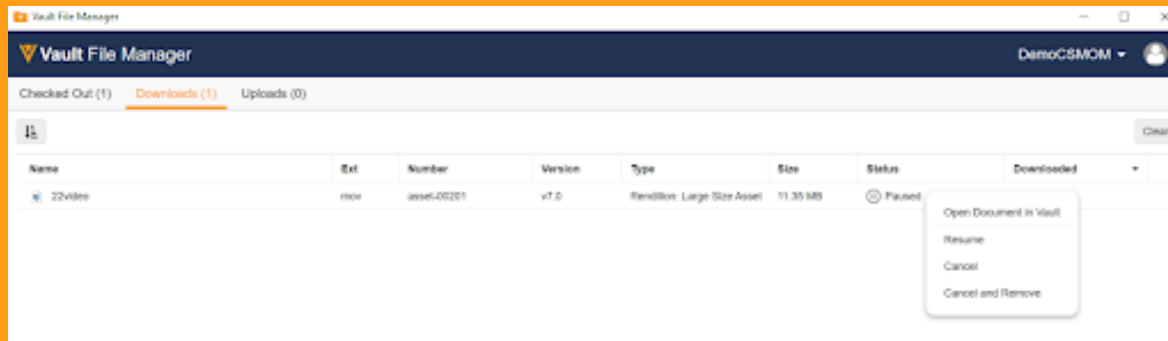 Vault File Manager
Vault File Manager DemoCSMOM
Checked Out (1) Downloads (1) Uploads (0)
Clear
Name Ext Number Version Type Size Status Downloaded
22video mov asset-00201 v7.0 Rendition: Large Size Asset 11.35 MB Paused
Open Document in Vault
Resume
Cancel
Cancel and Remove